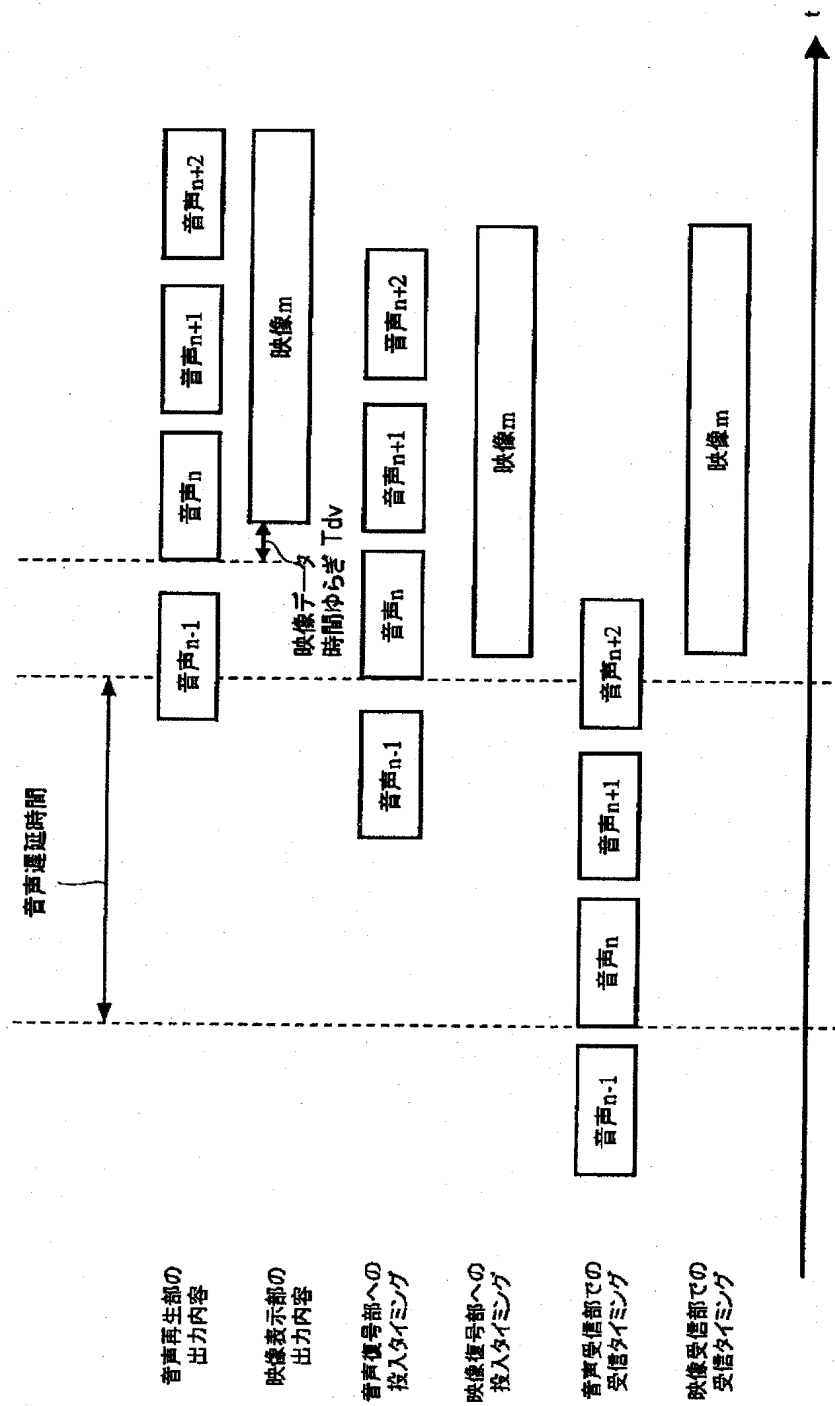 音声遅延時間
音声再生部の
出力内容
音声n-1
音声n
音声n+1
音声n+2
映像表示部の
出力内容
映像データ
時間ゆらぎ Tdv
映像m
音声復号部への
投入タイミング
音声n-1
音声n
音声n+1
音声n+2
映像復号部への
投入タイミング
映像m
音声受信部での
受信タイミング
音声n-1
音声n
音声n+1
音声n+2
映像受信部での
受信タイミング
映像m
t